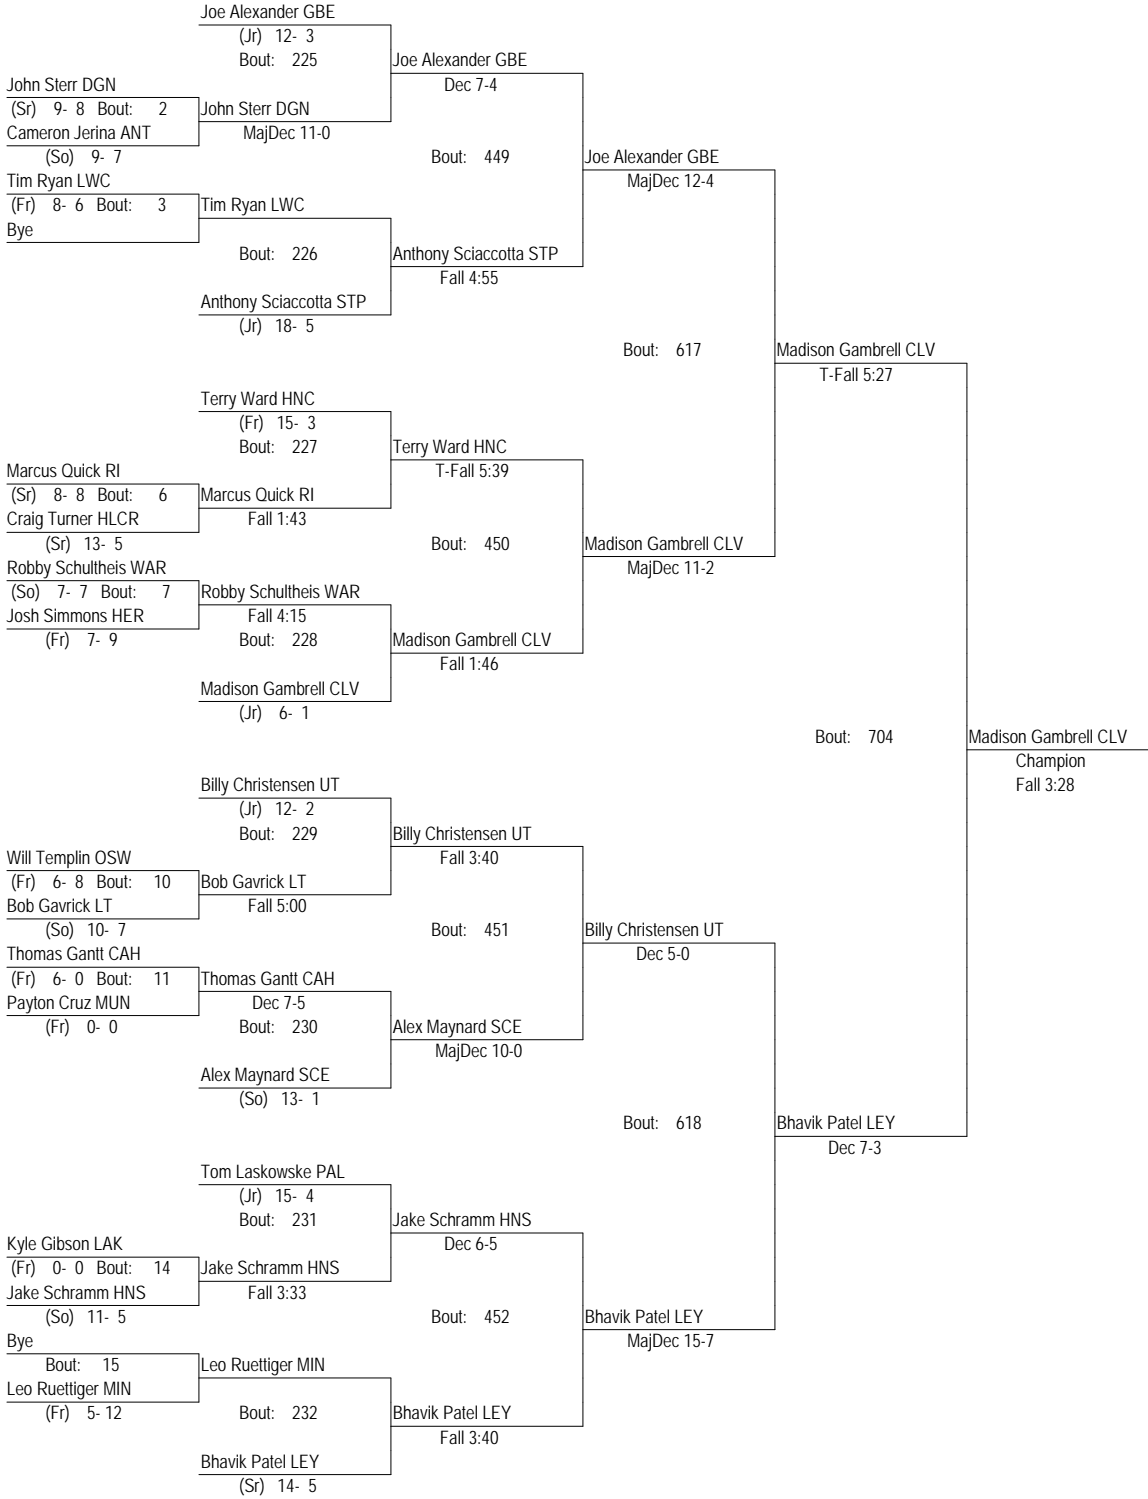 Joe Alexander GBE
(Jr) 12- 3
Bout: 225
Joe Alexander GBE
Dec 7-4
John Sterr DGN
(Sr) 9- 8 Bout: 2
John Sterr DGN
Cameron Jerina ANT
MajDec 11-0
(So) 9- 7
Bout: 449
Joe Alexander GBE
MajDec 12-4
Tim Ryan LWC
(Fr) 8- 6 Bout: 3
Tim Ryan LWC
Bye
Bout: 226
Anthony Sciaccotta STP
Fall 4:55
Anthony Sciaccotta STP
(Jr) 18- 5
Bout: 617
Madison Gambrell CLV
T-Fall 5:27
Terry Ward HNC
(Fr) 15- 3
Bout: 227
Terry Ward HNC
T-Fall 5:39
Marcus Quick RI
(Sr) 8- 8 Bout: 6
Marcus Quick RI
Craig Turner HLCR
Fall 1:43
(Sr) 13- 5
Bout: 450
Madison Gambrell CLV
MajDec 11-2
Robby Schultheis WAR
(So) 7- 7 Bout: 7
Robby Schultheis WAR
Josh Simmons HER
Fall 4:15
(Fr) 7- 9
Bout: 228
Madison Gambrell CLV
Fall 1:46
Madison Gambrell CLV
(Jr) 6- 1
Bout: 704
Madison Gambrell CLV
Champion
Fall 3:28
Billy Christensen UT
(Jr) 12- 2
Bout: 229
Billy Christensen UT
Fall 3:40
Will Templin OSW
(Fr) 6- 8 Bout: 10
Bob Gavrick LT
Bob Gavrick LT
Fall 5:00
(So) 10- 7
Bout: 451
Billy Christensen UT
Dec 5-0
Thomas Gantt CAH
(Fr) 6- 0 Bout: 11
Thomas Gantt CAH
Payton Cruz MUN
Dec 7-5
(Fr) 0- 0
Bout: 230
Alex Maynard SCE
MajDec 10-0
Alex Maynard SCE
(So) 13- 1
Bout: 618
Bhavik Patel LEY
Dec 7-3
Tom Laskowske PAL
(Jr) 15- 4
Bout: 231
Jake Schramm HNS
Dec 6-5
Kyle Gibson LAK
(Fr) 0- 0 Bout: 14
Jake Schramm HNS
Jake Schramm HNS
Fall 3:33
(So) 11- 5
Bout: 452
Bhavik Patel LEY
MajDec 15-7
Bye
Bout: 15
Leo Ruettiger MIN
Leo Ruettiger MIN
(Fr) 5- 12
Bout: 232
Bhavik Patel LEY
Fall 3:40
Bhavik Patel LEY
(Sr) 14- 5